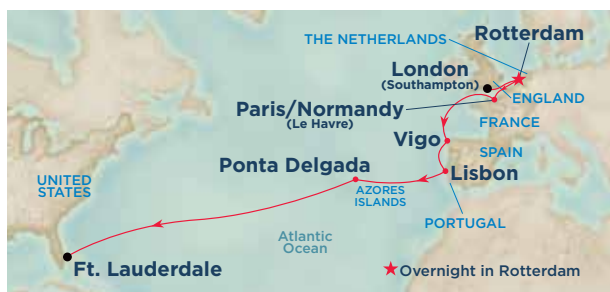 Rotterdam
THE NETHERLANDS
London
(Southampton)
ENGLAND
Paris/Normandy
(Le Havre)
FRANCE
Vigo
SPAIN
Ponta Delgada
Lisbon
UNITED
STATES
AZORES
ISLANDS
PORTUGAL
Atlantic
Ocean
Ft. Lauderdale
Overnight in Rotterdam